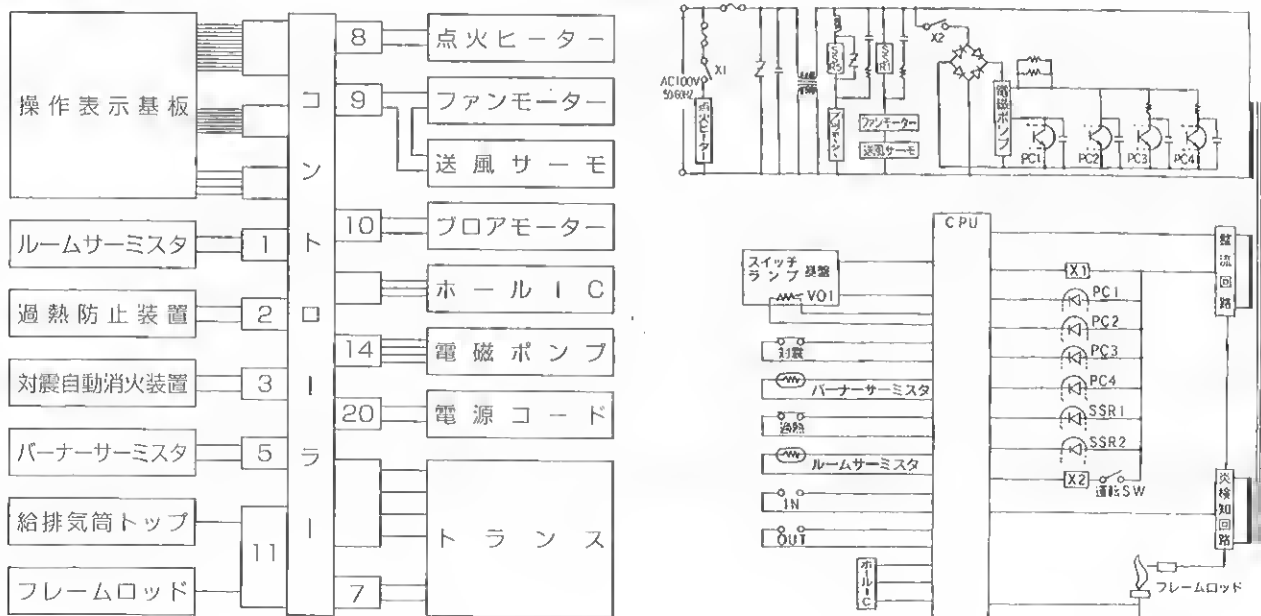 操作表示基板
ルームサーミスタ
1
過熱防止装置
2
対震自動消火装置
3
バーナーサーミスタ
5
給排気筒トップ
フレームロッド
11
コントローラー
8
点火ヒーター
9
ファンモーター
送風サーモ
10
ブロアモーター
ホールIC
14
電磁ポンプ
20
電源コード
トランス
7
AC100V
50/60HZ
X1
点火ヒーター
SSR1
ファンモーター
送風サーモ
X2
電磁ポンプ
PC1
PC2
PC3
PC4
CPU
スイッチ
ランプ
VO1
対震
バーナーサーミスタ
過熱
ルームサーミスタ
IN
OUT
ホールIC
X1
PC1
PC2
PC3
PC4
SSR1
SSR2
X2
運転SW
整流回路
炎検知回路
フレームロッド